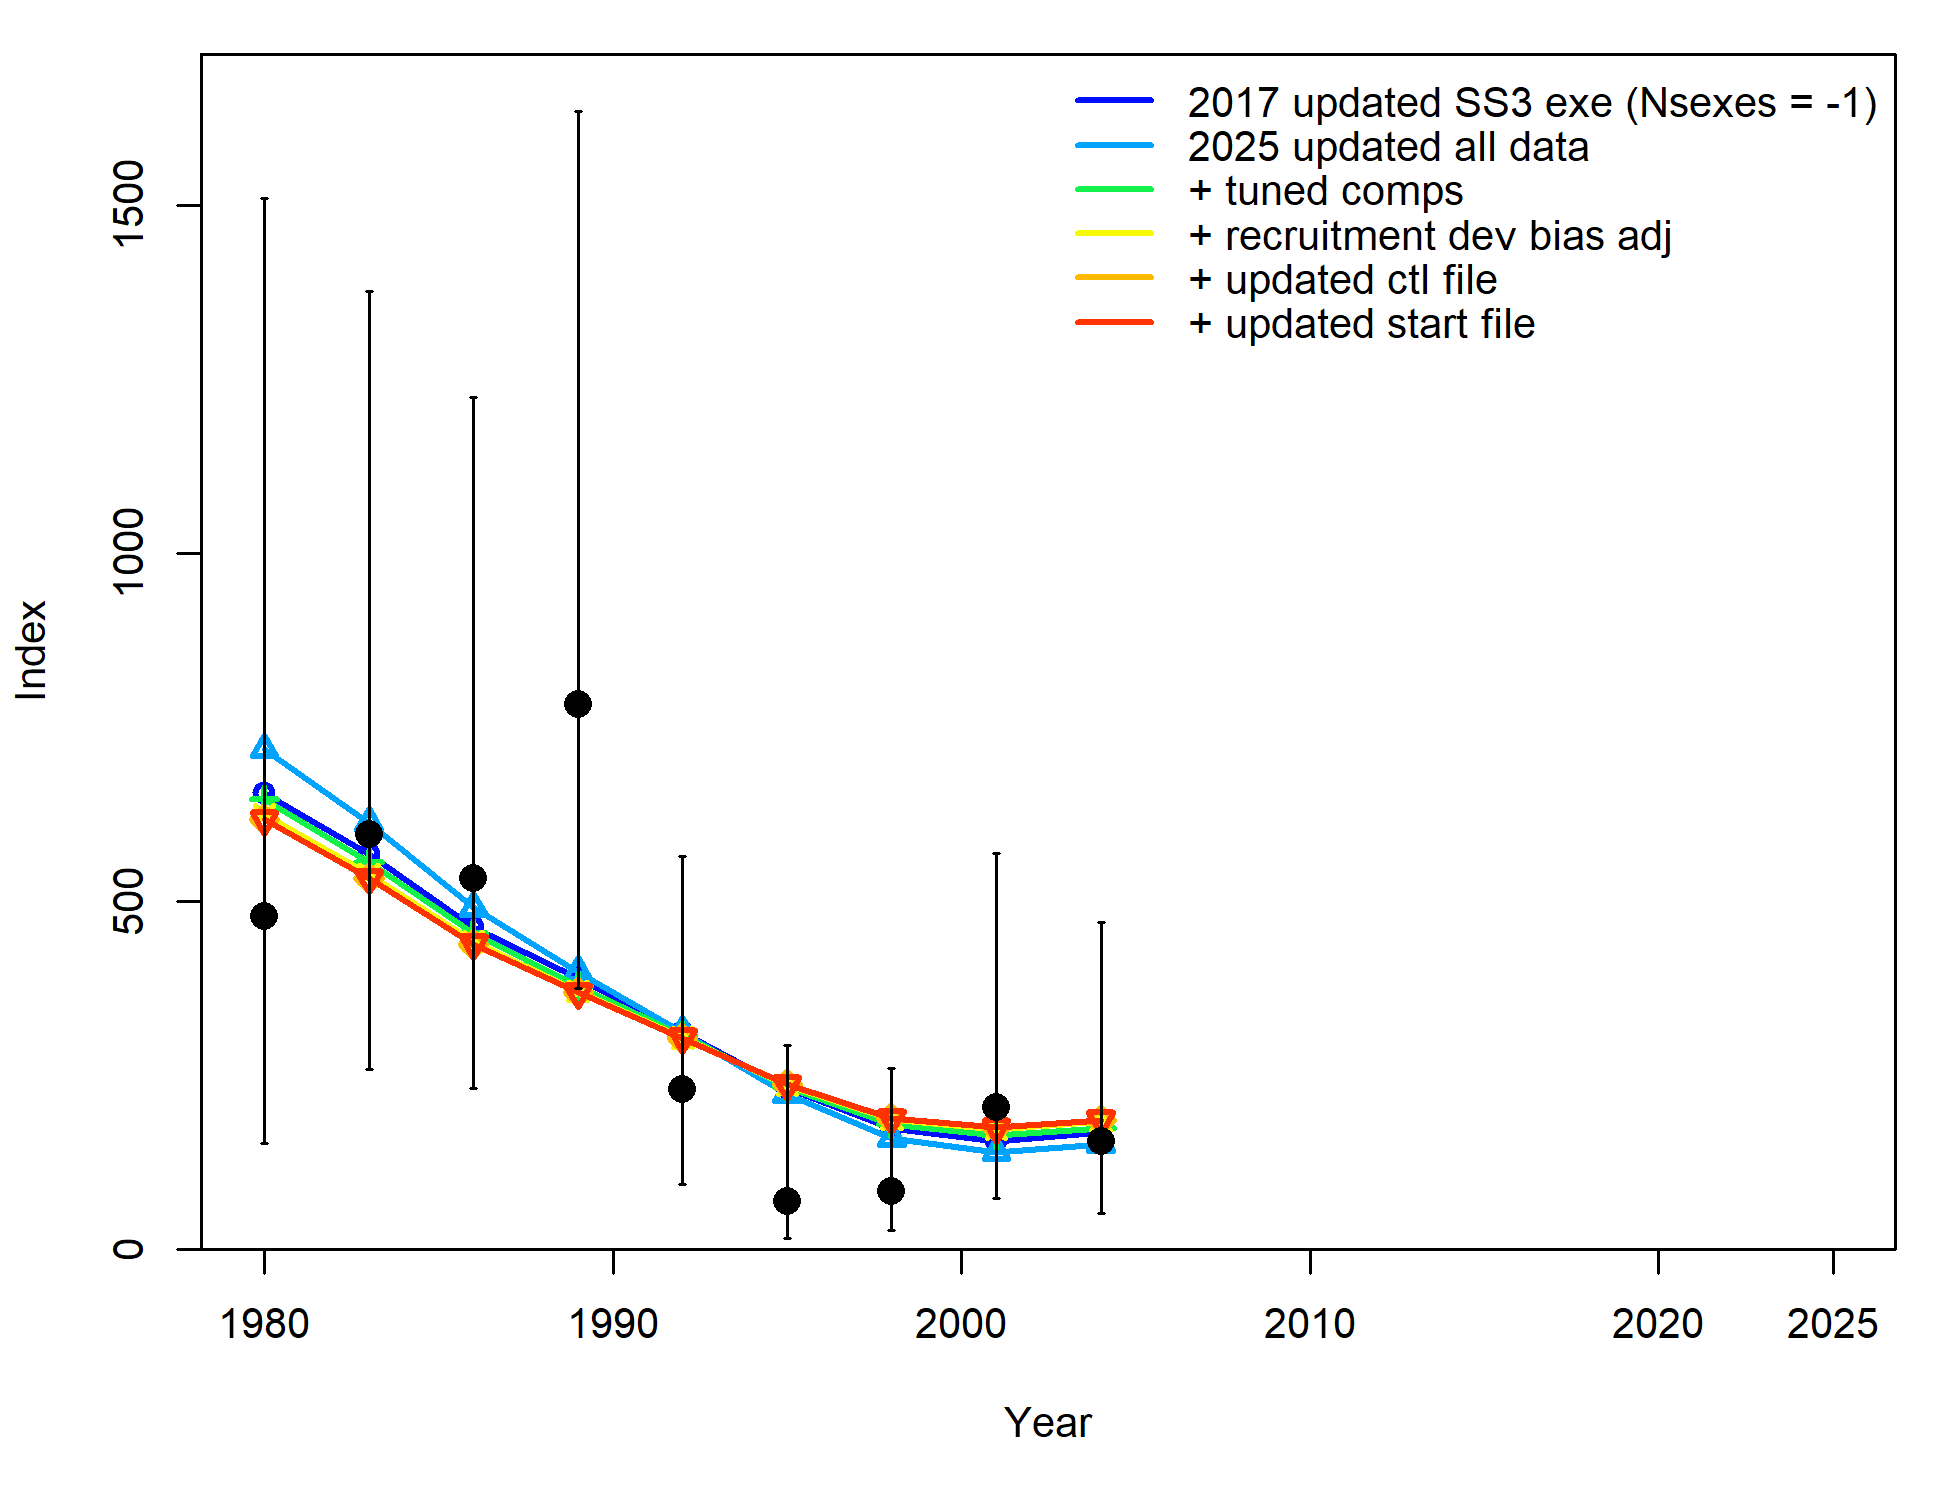 2017 updated SS3 exe (Nsexes = -1)
2025 updated all data
+ tuned comps
+ recruitment dev bias adj
+ updated ctl file
+ updated start file
1500
1000
500
0
Index
1980 1990 2000 2010 2020 2025
Year